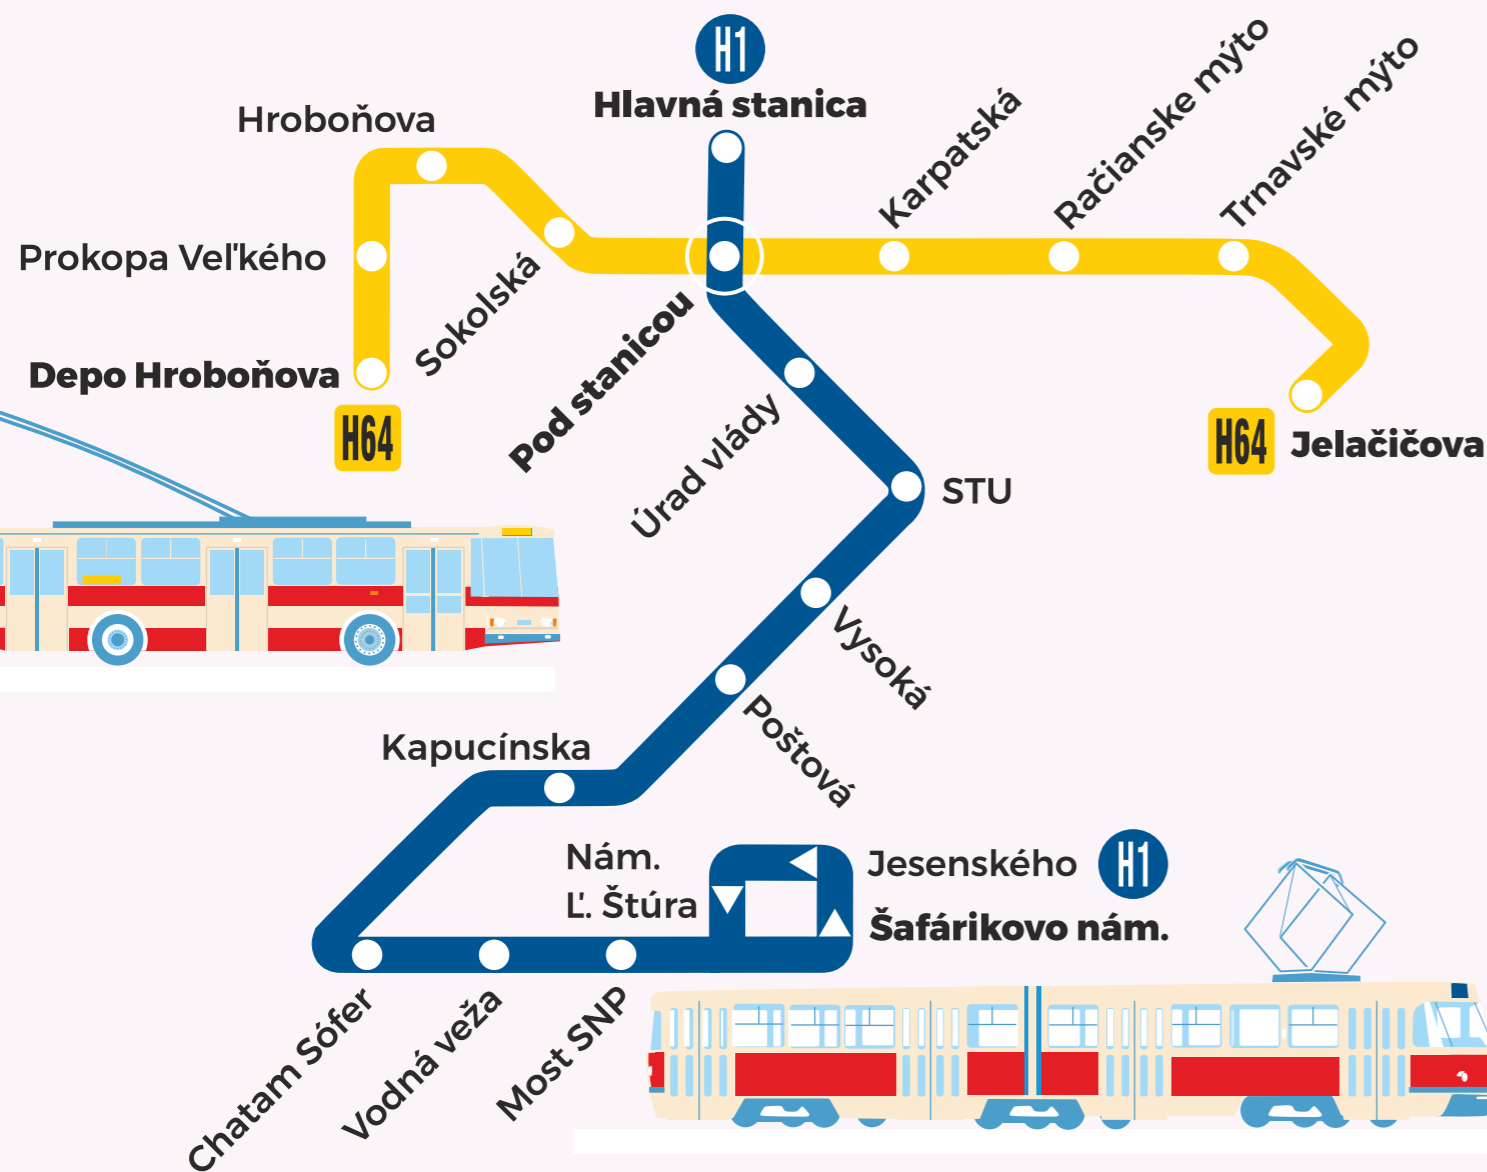 H1
Hlavná stanica
Hroboňova
Karpatská
Račianske mýto
Trnavské mýto
Prokopa Veľkého
Sokolská
Depo Hroboňova
H64
Pod stanicou
Úrad vlády
STU
H64
Jelačičova
Vysoká
Poštová
Kapucínska
Nám.
Ľ. Štúra
Jesenského
H1
Šafárikovo nám.
Chatam Sófer
Vodná veža
Most SNP